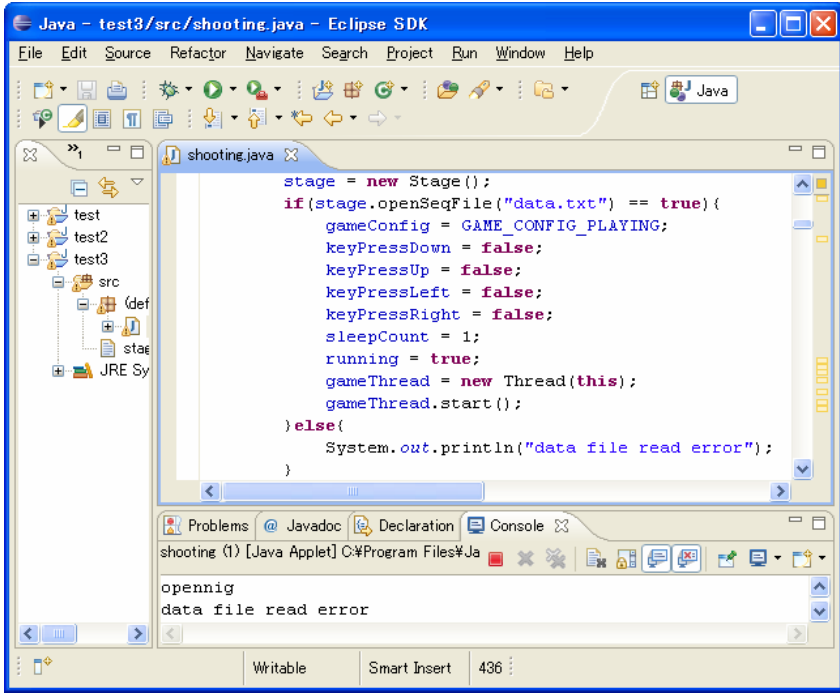 Java - test3/src/shooting.java - Eclipse SDK
File Edit Source Refactor Navigate Search Project Run Window Help
Java
»1
shooting.java
test
test2
test3
src
(def
J
stag
JRE Sy
stage = new Stage();
if(stage.openSeqFile("data.txt") == true){
gameConfig = GAME_CONFIG_PLAYING;
keyPressDown = false;
keyPressUp = false;
keyPressLeft = false;
keyPressRight = false;
sleepCount = 1;
running = true;
gameThread = new Thread(this);
gameThread.start();
}else{
System.out.println("data file read error");
}
Problems @ Javadoc Declaration Console
shooting (1) [Java Applet] C:¥Program Files¥Ja
opennig
data file read error
Writable Smart Insert 436